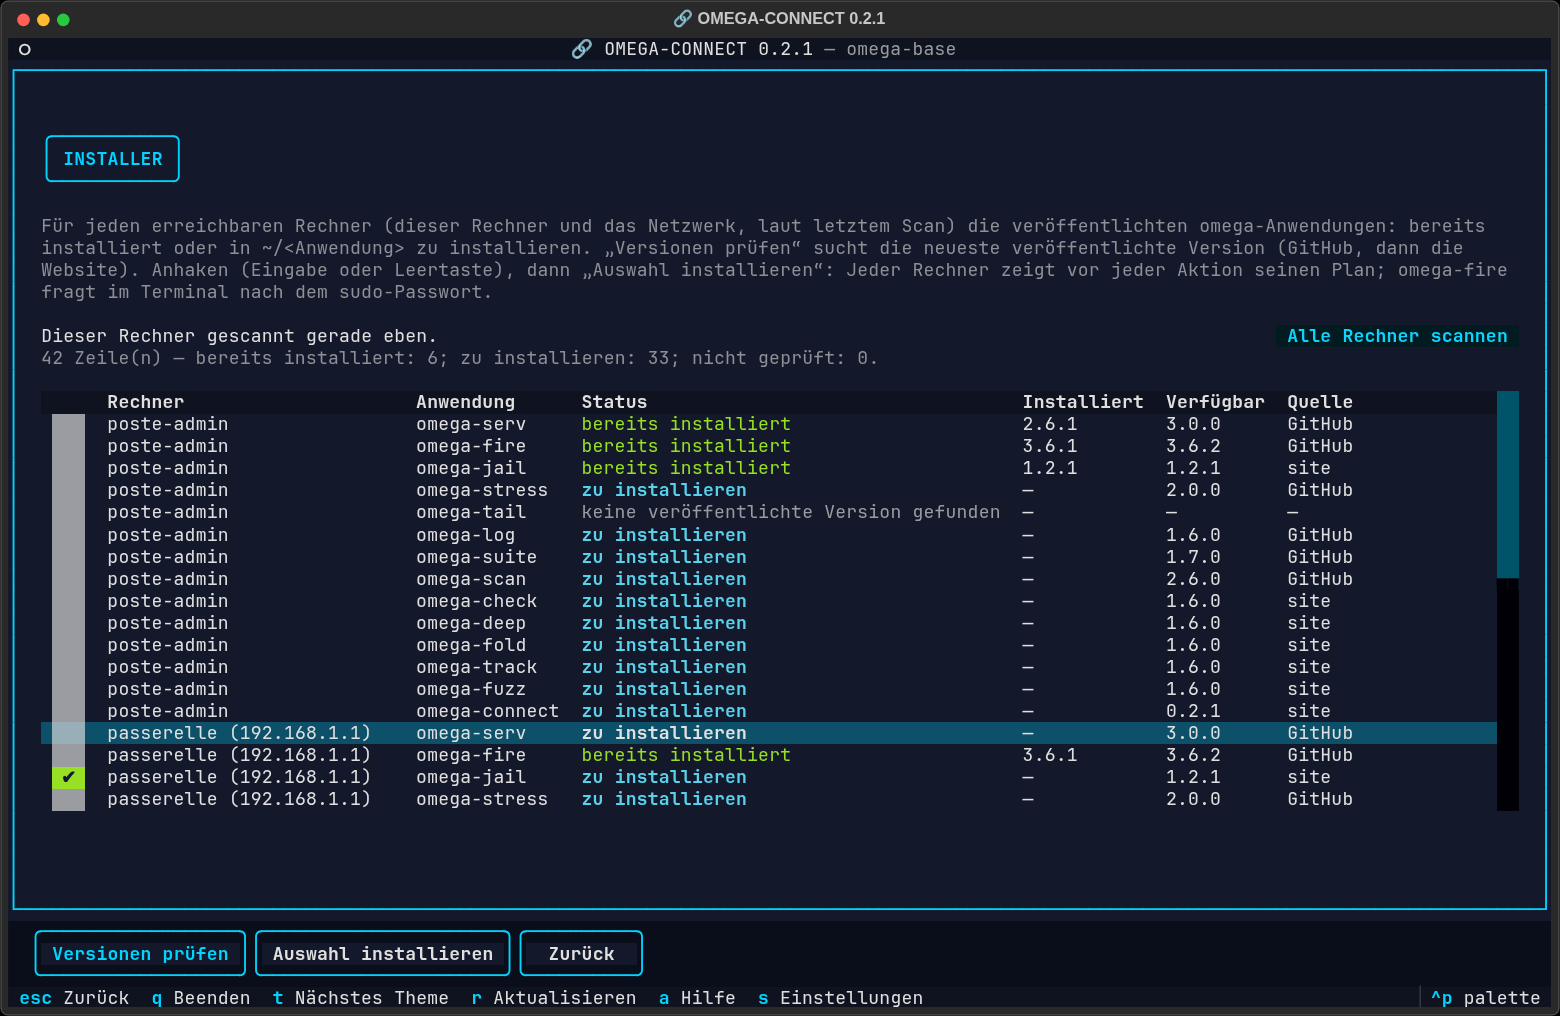 🔗 OMEGA-CONNECT 0.2.1
🔗 OMEGA-CONNECT 0.2.1 — omega-base
INSTALLER
Für jeden erreichbaren Rechner (dieser Rechner und das Netzwerk, laut letztem Scan) die veröffentlichten omega-Anwendungen: bereits
installiert oder in ~/<Anwendung> zu installieren. „Versionen prüfen“ sucht die neueste veröffentlichte Version (GitHub, dann die
Website). Anhaken (Eingabe oder Leertaste), dann „Auswahl installieren“: Jeder Rechner zeigt vor jeder Aktion seinen Plan; omega-fire
fragt im Terminal nach dem sudo-Passwort.
Dieser Rechner gescannt gerade eben. Alle Rechner scannen
42 Zeile(n) — bereits installiert: 6; zu installieren: 33; nicht geprüft: 0.
Rechner Anwendung Status Installiert Verfügbar Quelle
poste-admin omega-serv bereits installiert 2.6.1 3.0.0 GitHub
poste-admin omega-fire bereits installiert 3.6.1 3.6.2 GitHub
poste-admin omega-jail bereits installiert 1.2.1 1.2.1 site
poste-admin omega-stress zu installieren — 2.0.0 GitHub
poste-admin omega-tail keine veröffentlichte Version gefunden — — —
poste-admin omega-log zu installieren — 1.6.0 GitHub
poste-admin omega-suite zu installieren — 1.7.0 GitHub
poste-admin omega-scan zu installieren — 2.6.0 GitHub
poste-admin omega-check zu installieren — 1.6.0 site
poste-admin omega-deep zu installieren — 1.6.0 site
poste-admin omega-fold zu installieren — 1.6.0 site
poste-admin omega-track zu installieren — 1.6.0 site
poste-admin omega-fuzz zu installieren — 1.6.0 site
poste-admin omega-connect zu installieren — 0.2.1 site
passerelle (192.168.1.1) omega-serv zu installieren — 3.0.0 GitHub
passerelle (192.168.1.1) omega-fire bereits installiert 3.6.1 3.6.2 GitHub
✔ passerelle (192.168.1.1) omega-jail zu installieren — 1.2.1 site
passerelle (192.168.1.1) omega-stress zu installieren — 2.0.0 GitHub
Versionen prüfen Auswahl installieren Zurück
esc Zurück q Beenden t Nächstes Theme r Aktualisieren a Hilfe s Einstellungen ^p palette